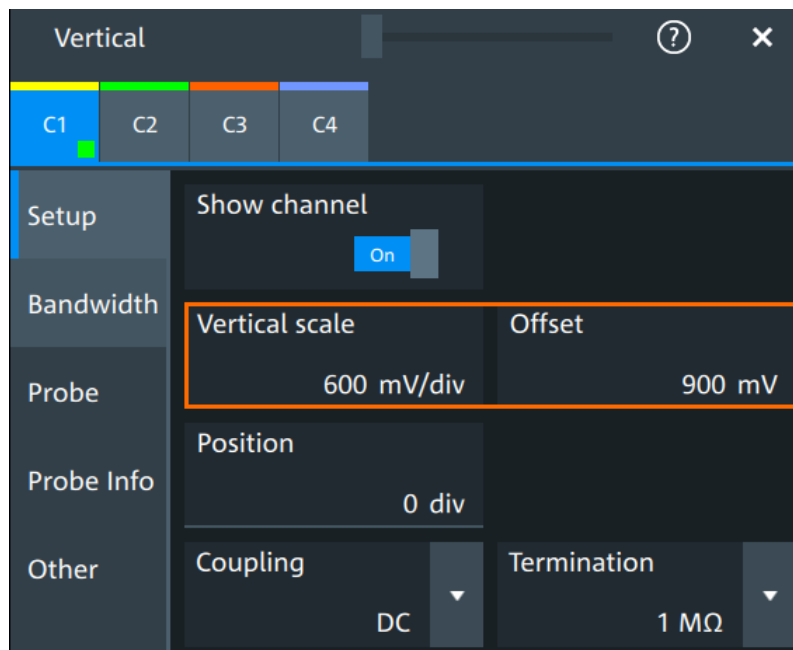 Vertical ? ×
C1 C2 C3 C4
Setup
Bandwidth
Probe
Probe Info
Other
Show channel
On
Vertical scale
600 mV/div
Offset
900 mV
Position
0 div
Coupling
DC
Termination
1 MΩ